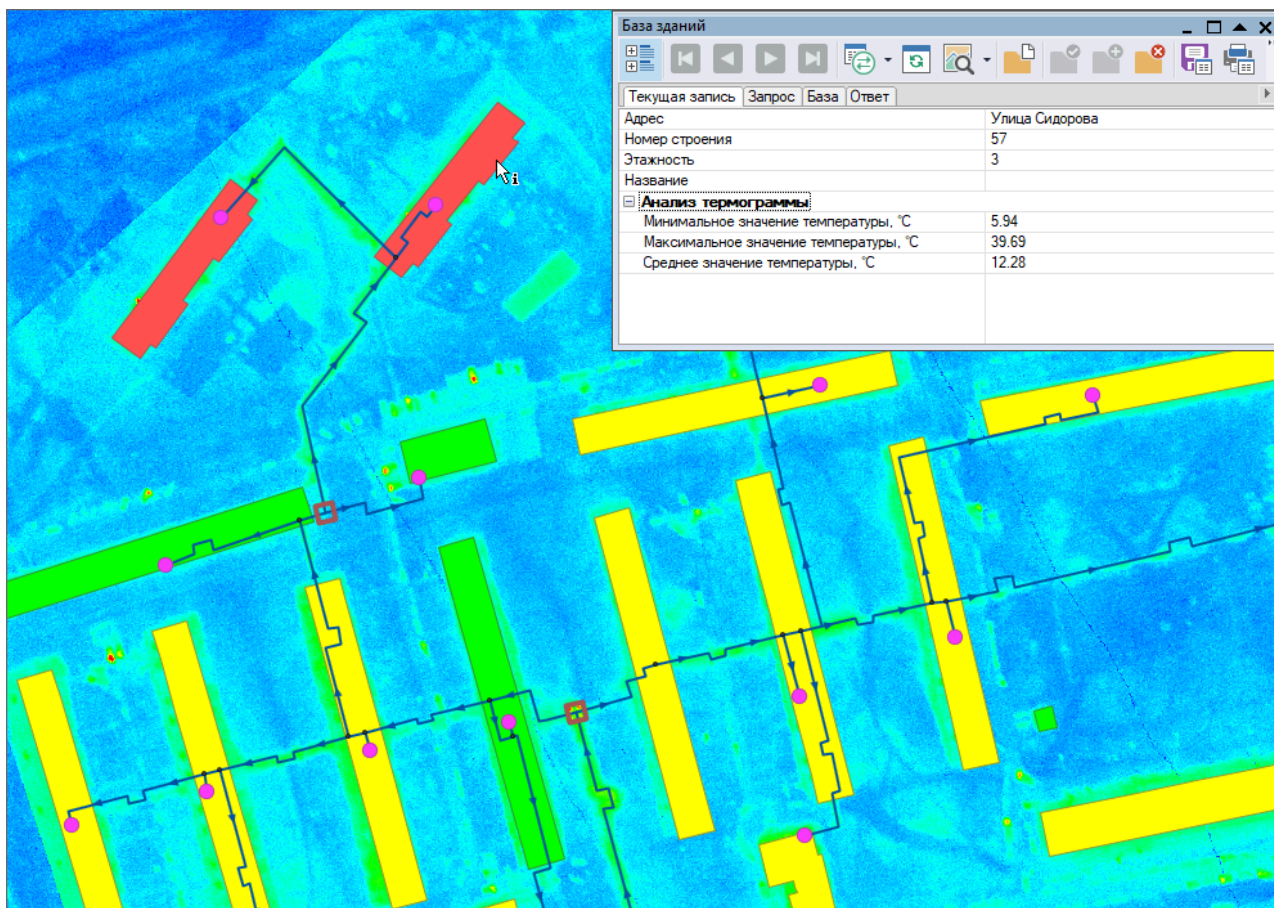 База зданий
Текущая запись Запрос База Ответ
Адрес Улица Сидорова
Номер строения 57
Этажность 3
Название
Анализ термограммы
Минимальное значение температуры, °C 5.94
Максимальное значение температуры, °C 39.69
Среднее значение температуры, °C 12.28